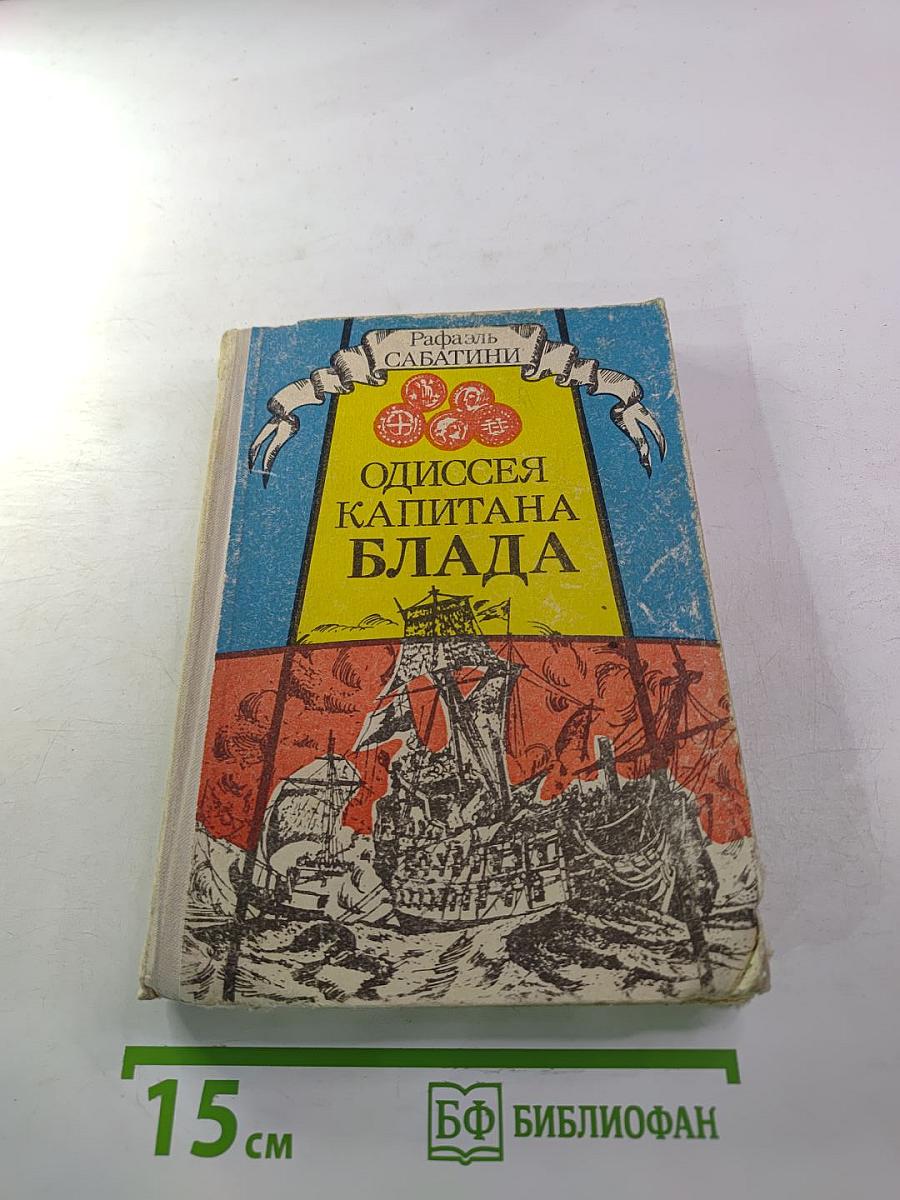 Рафаэль
САБАТИНИ
ОДИССЕЯ
КАПИТАНА
БЛАДА
15 см
БФ БИБЛИОФАН